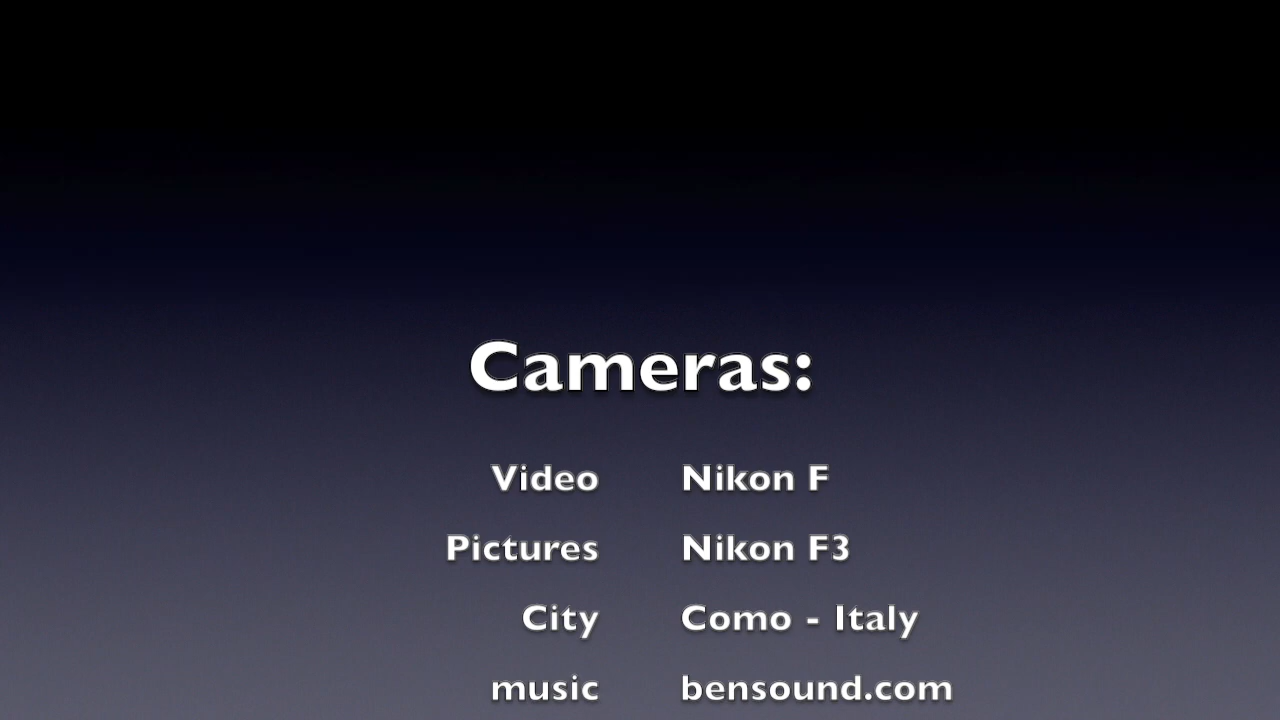 Cameras:
Video Nikon F
Pictures Nikon F3
City Como - Italy
music bensound.com